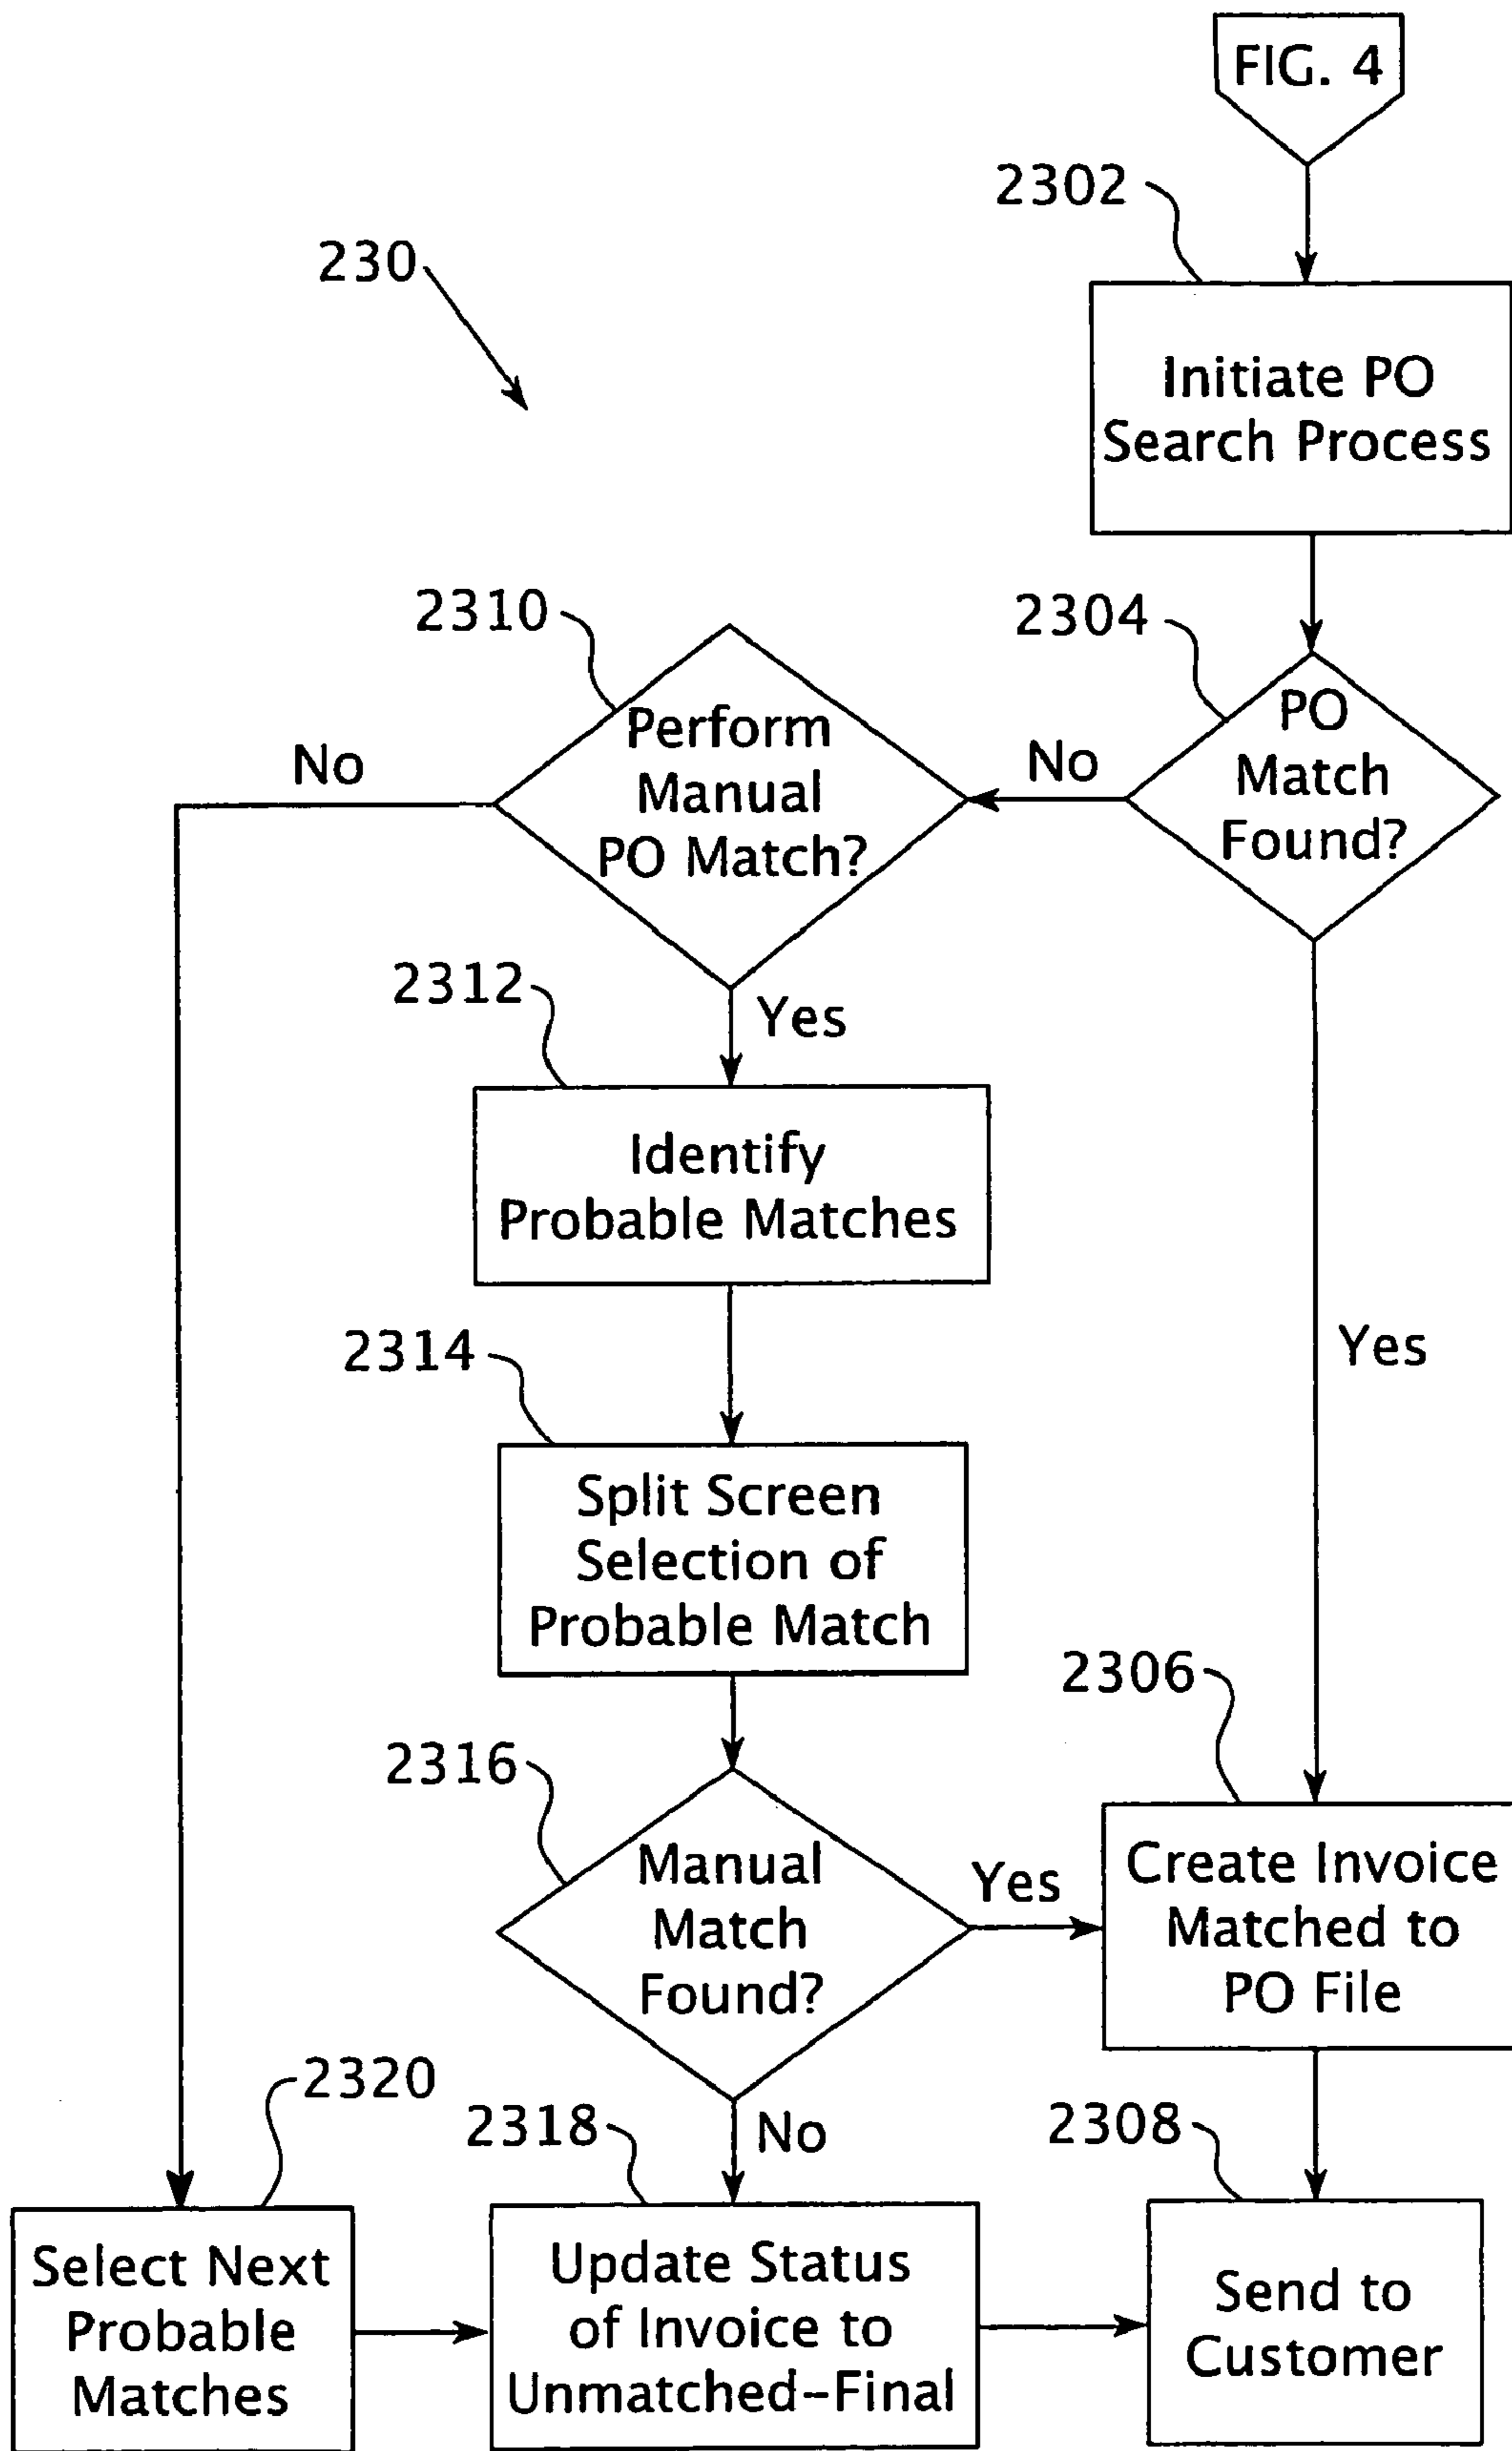 FIG. 4
2302
230
Initiate PO
Search Process
2310
2304
Perform
Manual
PO Match?
PO
Match
Found?
No
No
2312
Yes
Identify
Probable Matches
2314
Yes
Split Screen
Selection of
Probable Match
2306
2316
Manual
Match
Found?
Yes
Create Invoice
Matched to
PO File
2320
2318
No
2308
Select Next
Probable
Matches
Update Status
of Invoice to
Unmatched-Final
Send to
Customer